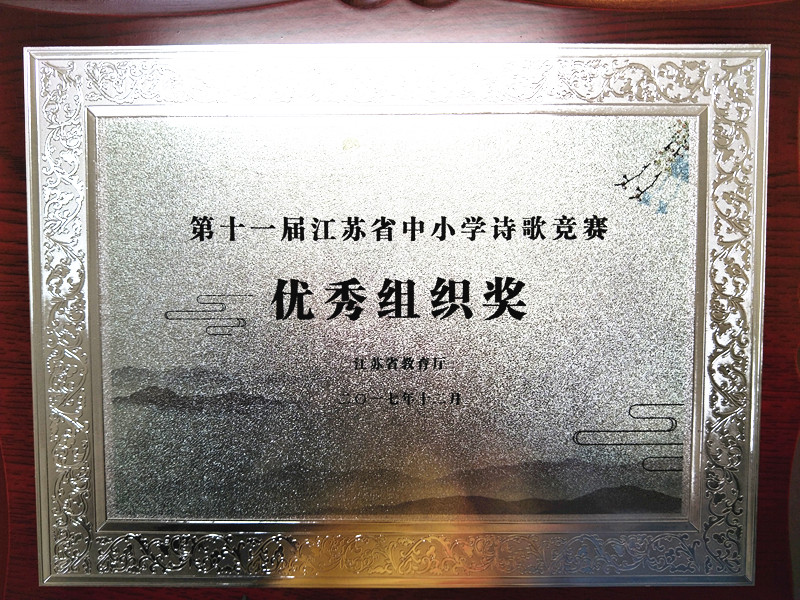 第十一届江苏省中小学诗歌竞赛
优秀组织奖
江苏省教育厅
二〇一七年十二月